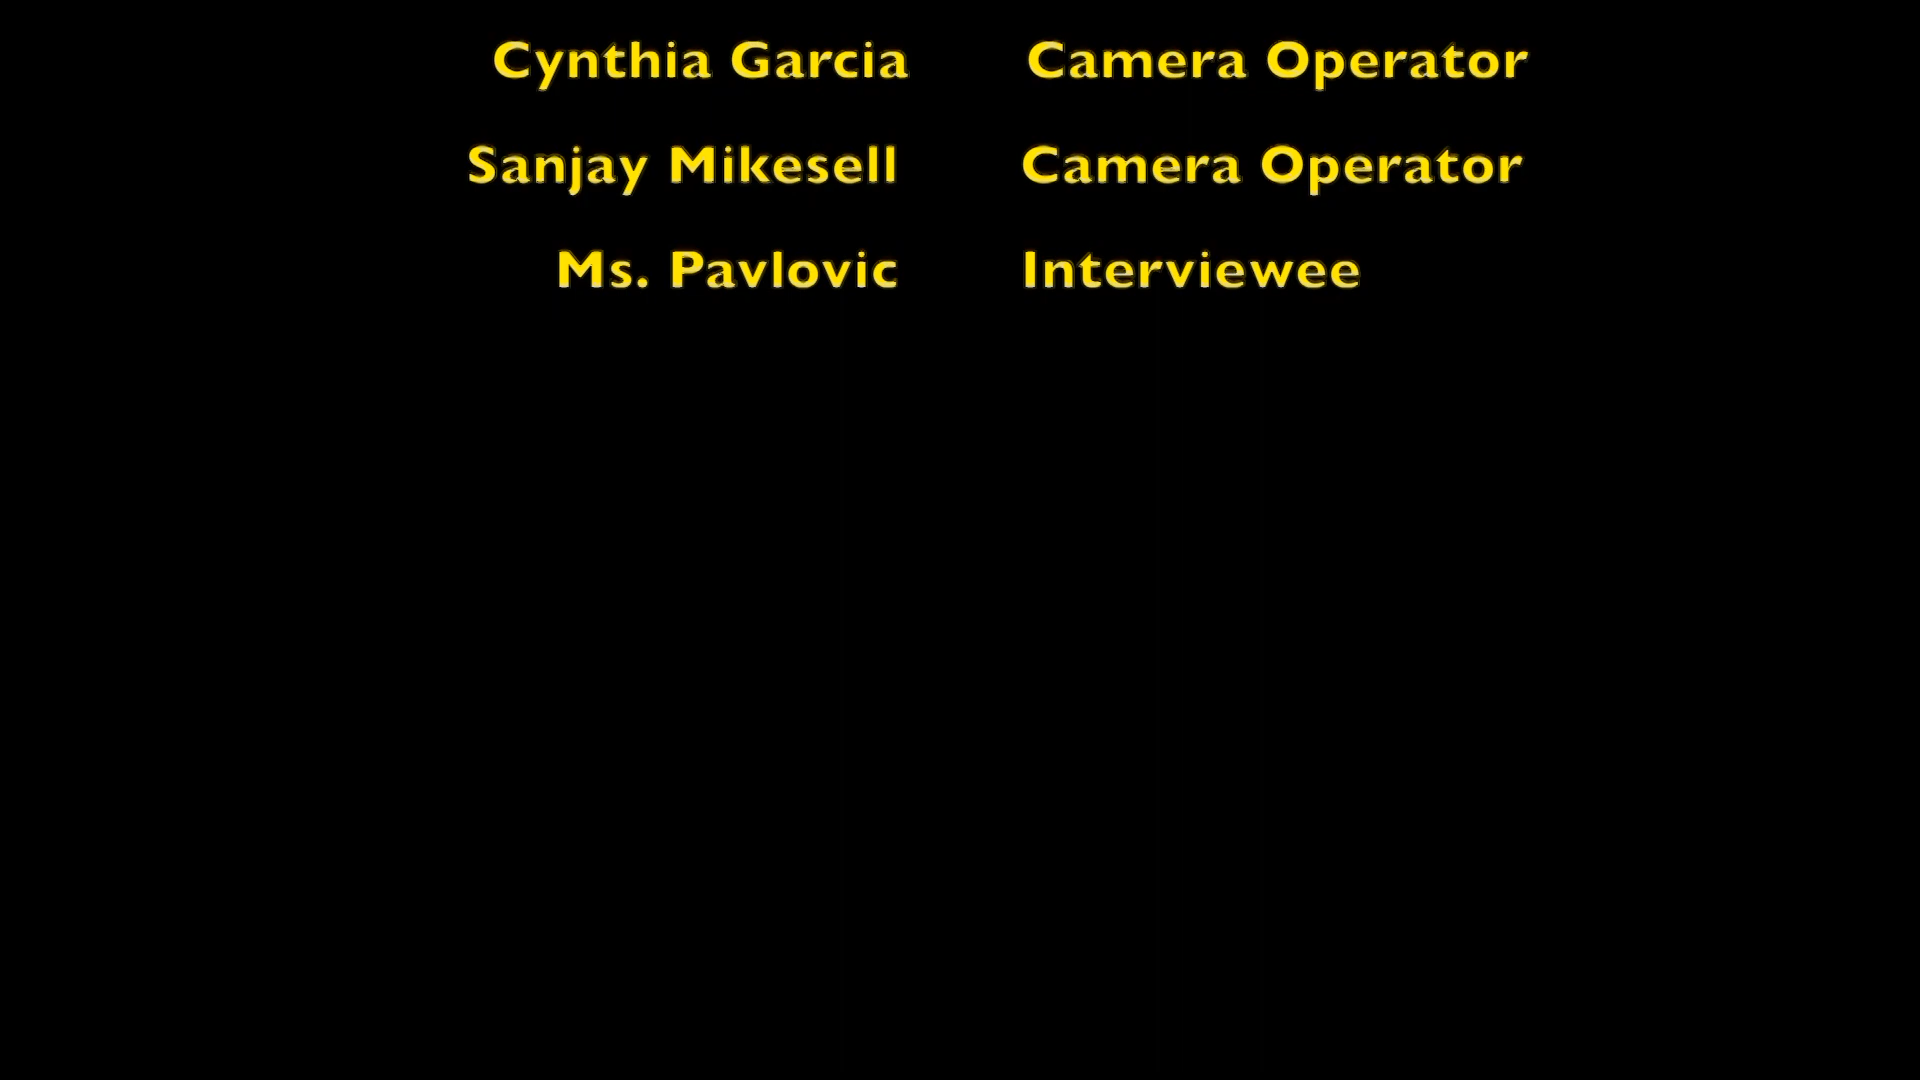 Cynthia Garcia Camera Operator
Sanjay Mikesell Camera Operator
Ms. Pavlovic Interviewee